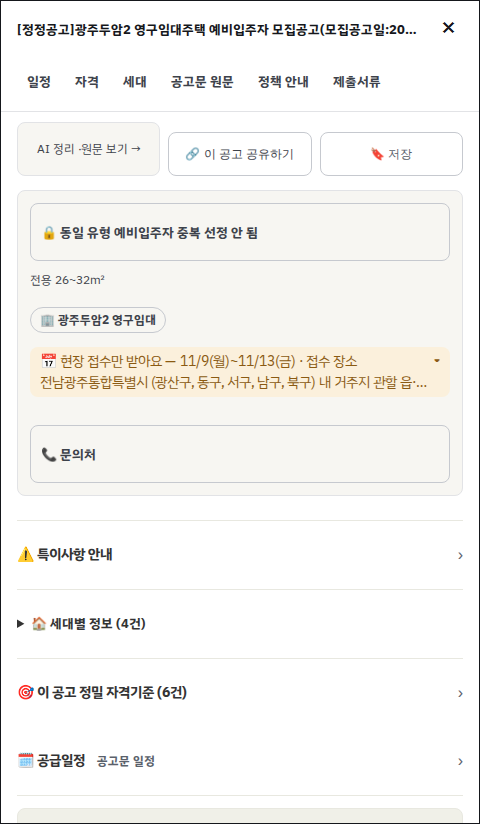 [정정공고]광주두암2 영구임대주택 예비입주자 모집공고(모집공고일:20... ✕
일정 자격 세대 공고문 원문 정책 안내 제출서류
AI 정리 ·원문 보기 → 🔗 이 공고 공유하기 🔖 저장
🔒 동일 유형 예비입주자 중복 선정 안 됨
전용 26~32m²
🏢 광주두암2 영구임대
📅 현장 접수만 받아요 — 11/9(월)~11/13(금) · 접수 장소
전남광주통합특별시 (광산구, 동구, 서구, 남구, 북구) 내 거주지 관할 읍·...
📞 문의처
⚠️ 특이사항 안내 ›
▶ 🏠 세대별 정보 (4건)
🎯 이 공고 정밀 자격기준 (6건) ›
🗓️ 공급일정 공고문 일정 ›